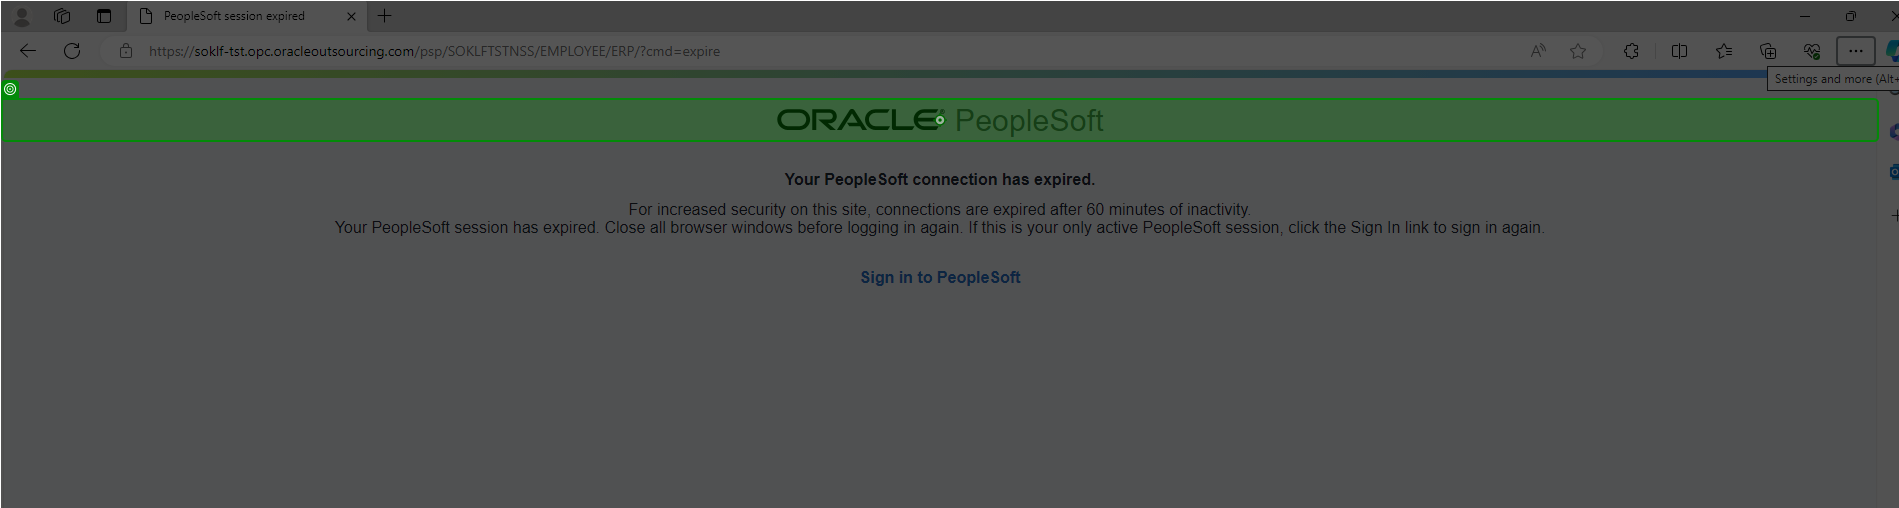 PeopleSoft session expired
https://soklf-tst.opc.oracleoutsourcing.com/psp/SOKLFTSTNSS/EMPLOYEE/ERP/?cmd=expire
Settings and more (Alt+
ORACLE PeopleSoft
Your PeopleSoft connection has expired.
For increased security on this site, connections are expired after 60 minutes of inactivity.
Your PeopleSoft session has expired. Close all browser windows before logging in again. If this is your only active PeopleSoft session, click the Sign In link to sign in again.
Sign in to PeopleSoft